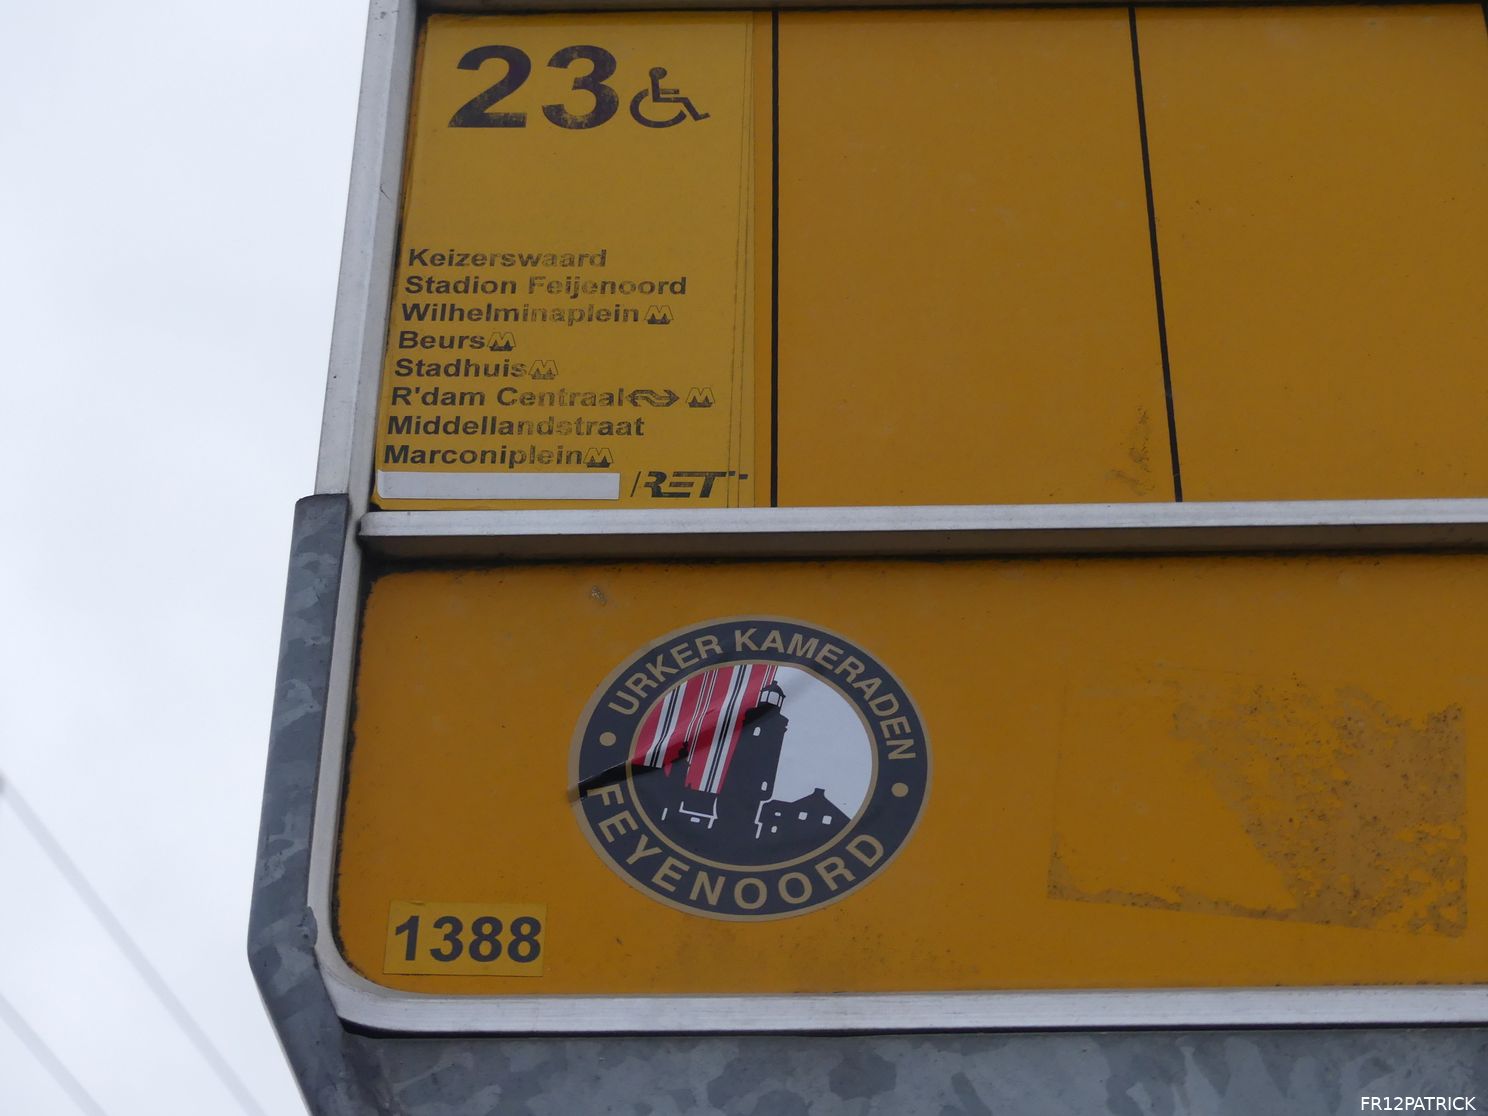 23
Keizerswaard
Stadion Feijenoord
Wilhelminaplein M
Beurs M
Stadhuis M
R'dam Centraal M
Middellandstraat
Marconiplein M
RET
URKER KAMERADEN
FEYENOORD
1388
FR12PATRICK